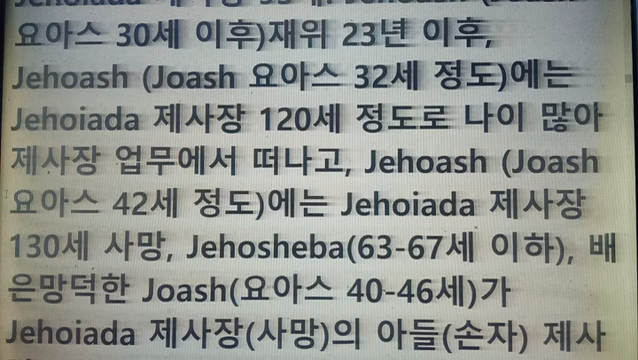 요아스 30세 이후)재위 23년 이후,
Jehoash (Joash 요아스 32세 정도)에는
Jehoiada 제사장 120세 정도로 나이 많아
제사장 업무에서 떠나고, Jehoash (Joash
요아스 42세 정도)에는 Jehoiada 제사장
130세 사망, Jehosheba(63-67세 이하), 배
은망덕한 Joash(요아스 40-46세)가
Jehoiada 제사장(사망)의 아들(손자) 제사